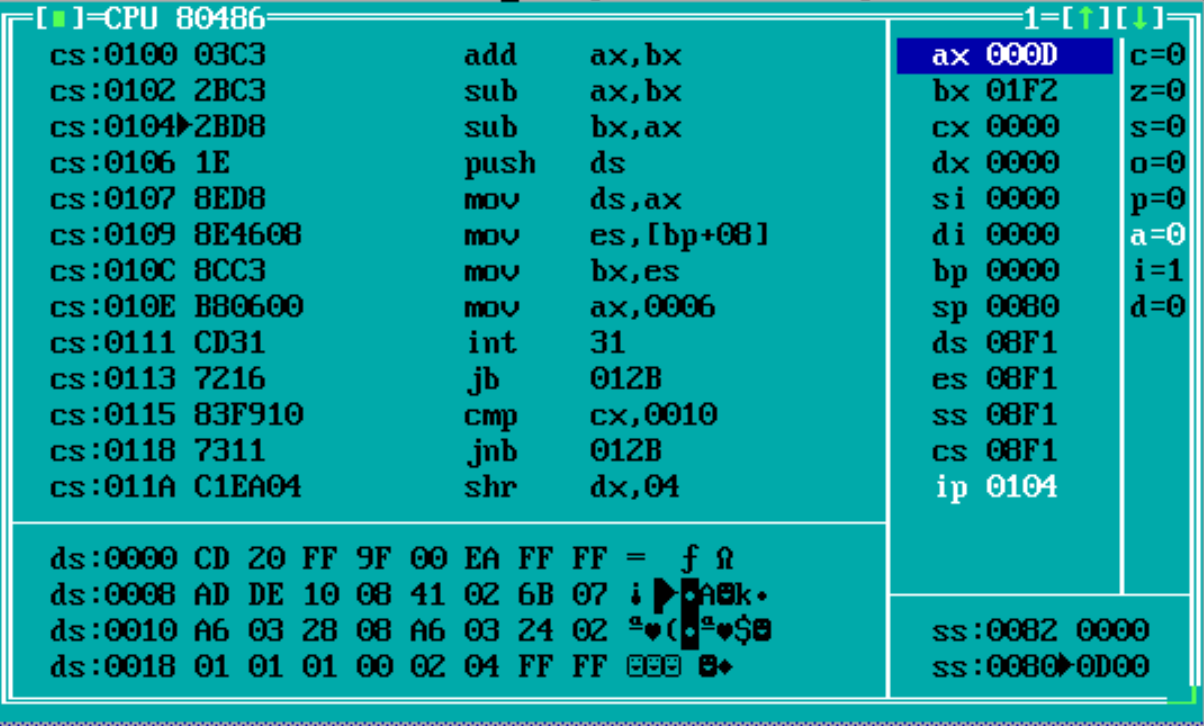 [■]=CPU 80486 1=[↑][↓]
cs:0100 03C3 add ax,bx
cs:0102 2BC3 sub ax,bx
cs:0104►2BD8 sub bx,ax
cs:0106 1E push ds
cs:0107 8ED8 mov ds,ax
cs:0109 8E4608 mov es,[bp+08]
cs:010C 8CC3 mov bx,es
cs:010E B80600 mov ax,0006
cs:0111 CD31 int 31
cs:0113 7216 jb 012B
cs:0115 83F910 cmp cx,0010
cs:0118 7311 jnb 012B
cs:011A C1EA04 shr dx,04
ds:0000 CD 20 FF 9F 00 EA FF FF = ƒ Ω
ds:0008 AD DE 10 08 41 02 6B 07 ¡ ►◘A☻k•
ds:0010 A6 03 28 08 A6 03 24 02 ª♥(◘ª♥$☻
ds:0018 01 01 01 00 02 04 FF FF ☺☺☺ ☻♦
ax 000D
bx 01F2
cx 0000
dx 0000
si 0000
di 0000
bp 0000
sp 0080
ds 08F1
es 08F1
ss 08F1
cs 08F1
ip 0104
c=0
z=0
s=0
o=0
p=0
a=0
i=1
d=0
ss:0082 0000
ss:0080►0D00